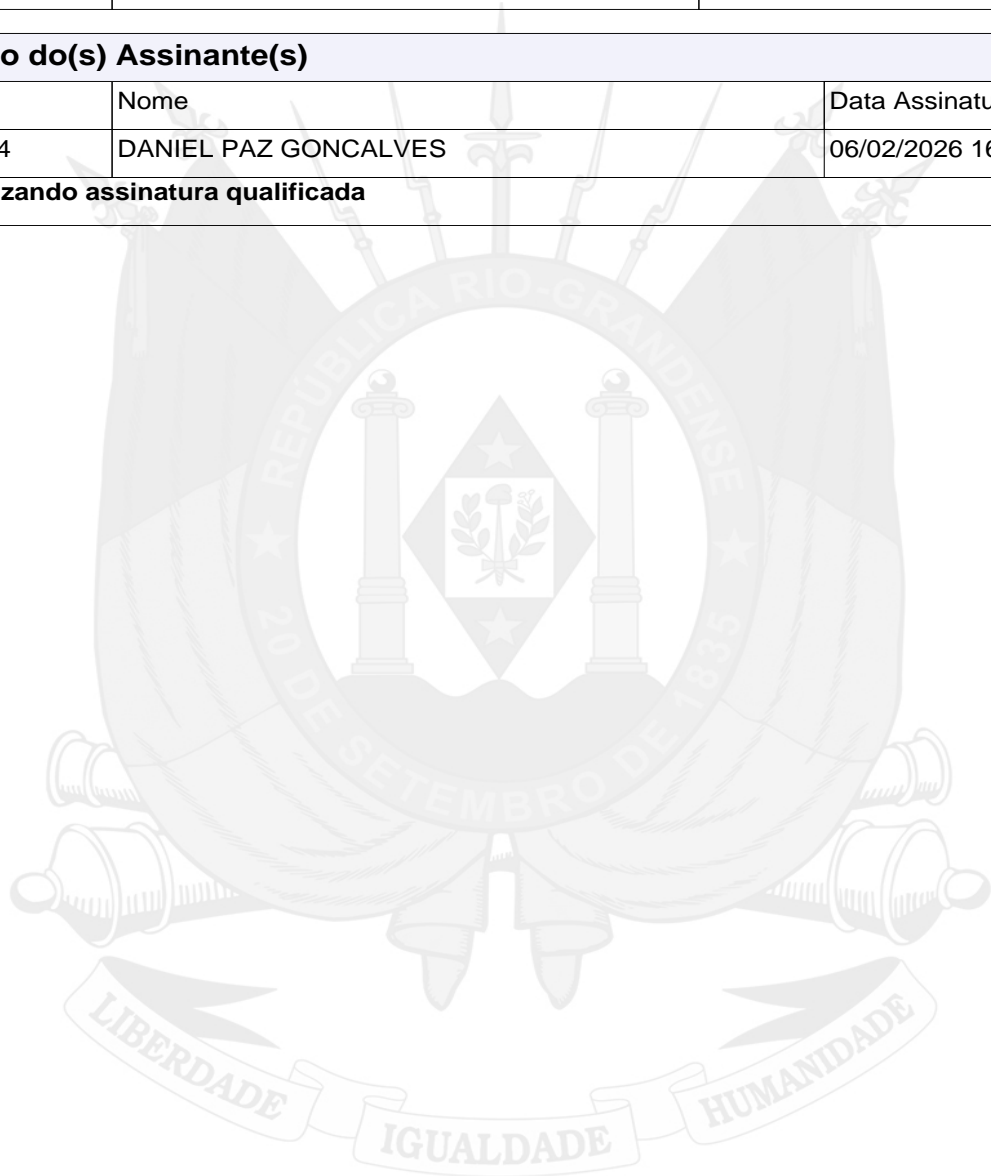 o do(s) Assinante(s)
Nome Data Assinatu
4 DANIEL PAZ GONCALVES 06/02/2026 16
zando assinatura qualificada
REPÚBLICA RIO-GRANDENSE
20 DE SETEMBRO DE 1835
LIBERDADE IGUALDADE HUMANIDADE